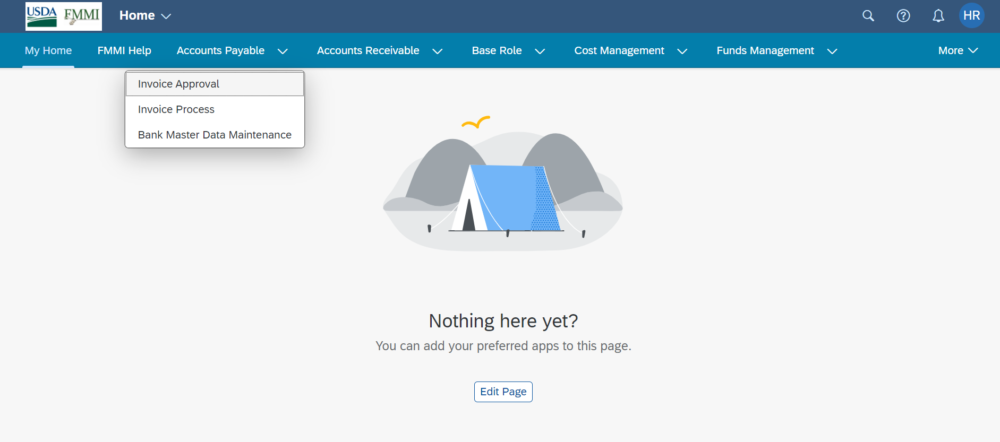 USDA FMMI Home HR
My Home FMMI Help Accounts Payable Accounts Receivable Base Role Cost Management Funds Management More
Invoice Approval
Invoice Process
Bank Master Data Maintenance
Nothing here yet?
You can add your preferred apps to this page.
Edit Page